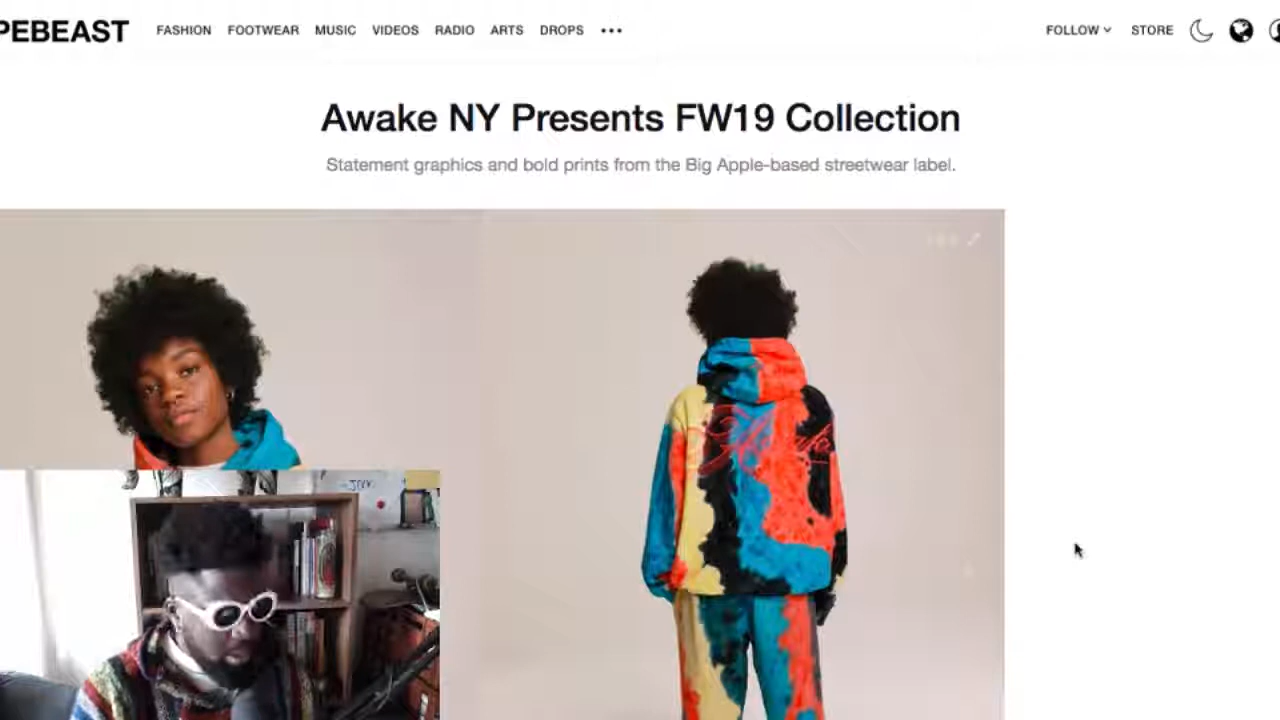 PEBEAST FASHION FOOTWEAR MUSIC VIDEOS RADIO ARTS DROPS ••• FOLLOW STORE
Awake NY Presents FW19 Collection
Statement graphics and bold prints from the Big Apple-based streetwear label.
Awake